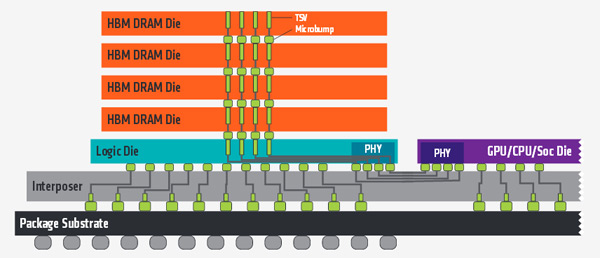 HBM DRAM Die
TSV
Microbump
HBM DRAM Die
HBM DRAM Die
HBM DRAM Die
Logic Die
PHY
PHY
GPU/CPU/Soc Die
Interposer
Package Substrate